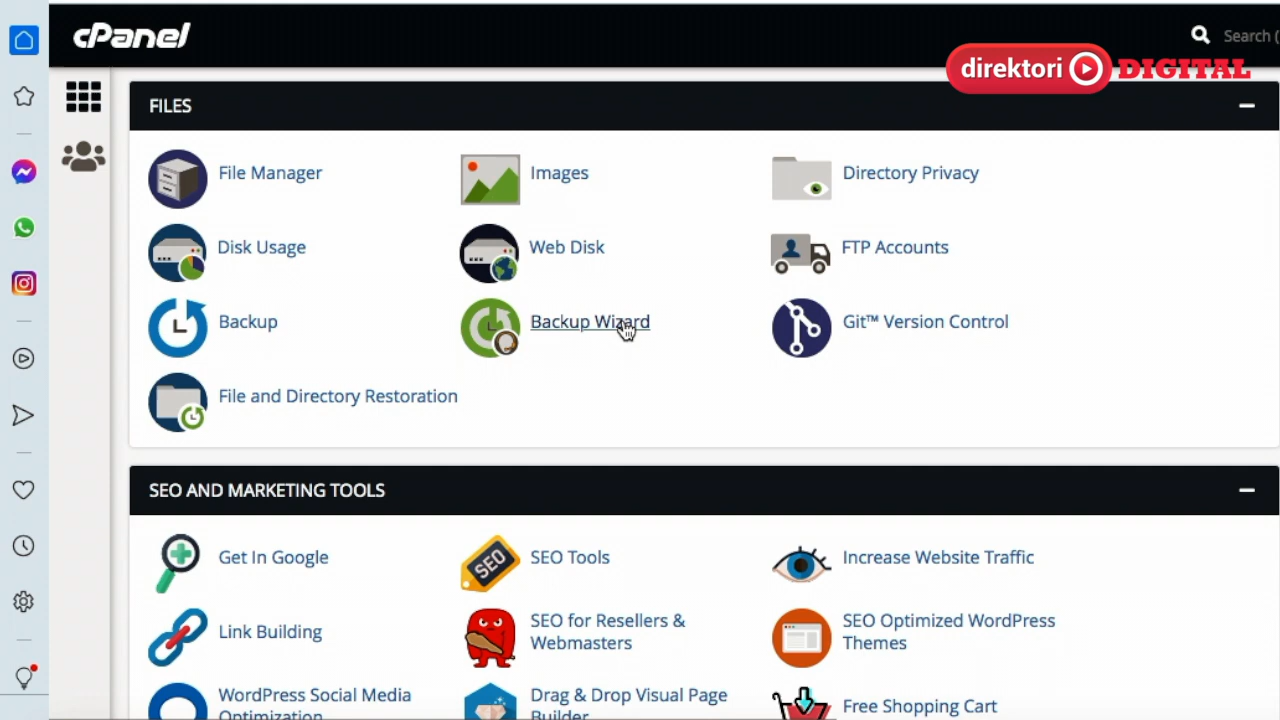 cPanel
Search (
direktori DIGITAL
FILES
File Manager
Images
Directory Privacy
Disk Usage
Web Disk
FTP Accounts
Backup
Backup Wizard
Git™ Version Control
File and Directory Restoration
SEO AND MARKETING TOOLS
Get In Google
SEO
SEO Tools
Increase Website Traffic
Link Building
SEO for Resellers &
Webmasters
SEO Optimized WordPress
Themes
WordPress Social Media
Optimization
Drag & Drop Visual Page
Builder
Free Shopping Cart